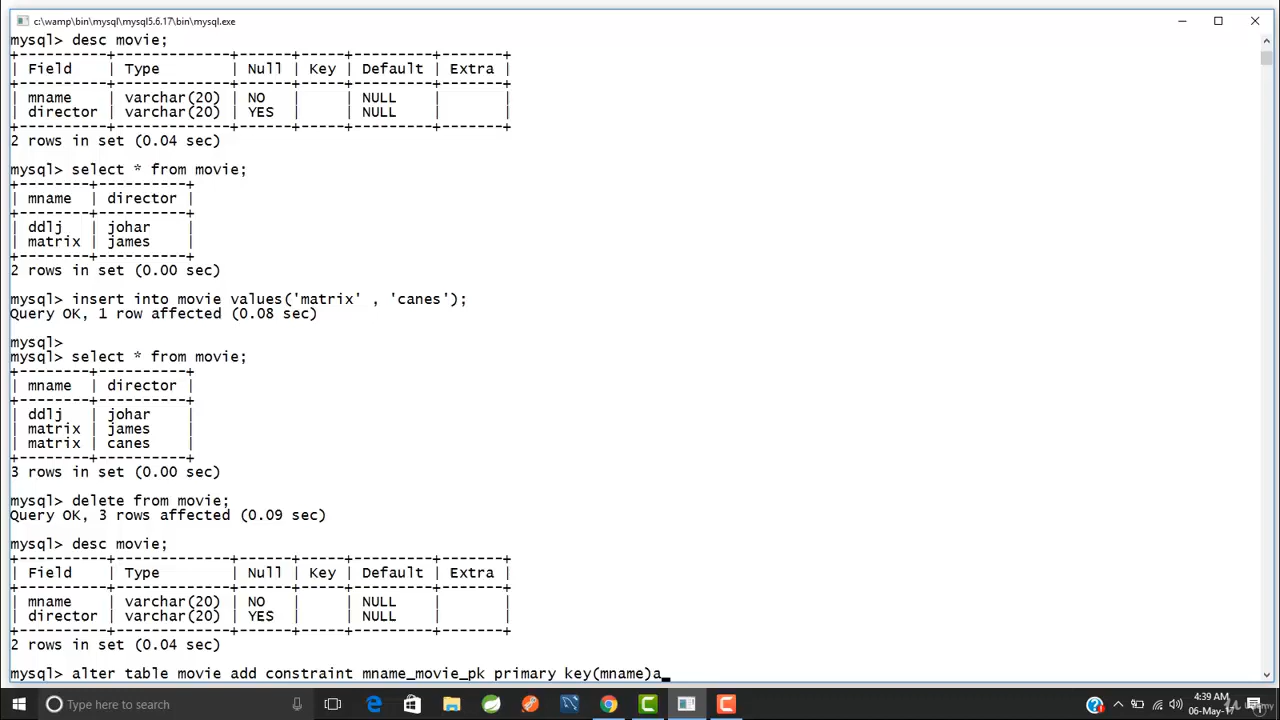 c:\wamp\bin\mysql\mysql5.6.17\bin\mysql.exe
mysql> desc movie;
+----------+-------------+------+-----+---------+-------+
| Field    | Type        | Null | Key | Default | Extra |
+----------+-------------+------+-----+---------+-------+
| mname    | varchar(20) | NO   |     | NULL    |       |
| director | varchar(20) | YES  |     | NULL    |       |
+----------+-------------+------+-----+---------+-------+
2 rows in set (0.04 sec)
mysql> select * from movie;
+--------+----------+
| mname  | director |
+--------+----------+
| ddlj   | johar    |
| matrix | james    |
+--------+----------+
2 rows in set (0.00 sec)
mysql> insert into movie values('matrix' , 'canes');
Query OK, 1 row affected (0.08 sec)
mysql>
mysql> select * from movie;
+--------+----------+
| mname  | director |
+--------+----------+
| ddlj   | johar    |
| matrix | james    |
| matrix | canes    |
+--------+----------+
3 rows in set (0.00 sec)
mysql> delete from movie;
Query OK, 3 rows affected (0.09 sec)
mysql> desc movie;
+----------+-------------+------+-----+---------+-------+
| Field    | Type        | Null | Key | Default | Extra |
+----------+-------------+------+-----+---------+-------+
| mname    | varchar(20) | NO   |     | NULL    |       |
| director | varchar(20) | YES  |     | NULL    |       |
+----------+-------------+------+-----+---------+-------+
2 rows in set (0.04 sec)
mysql> alter table movie add constraint mname_movie_pk primary key(mname)a_
Type here to search
4:39 AM
06-May-1
Udemy